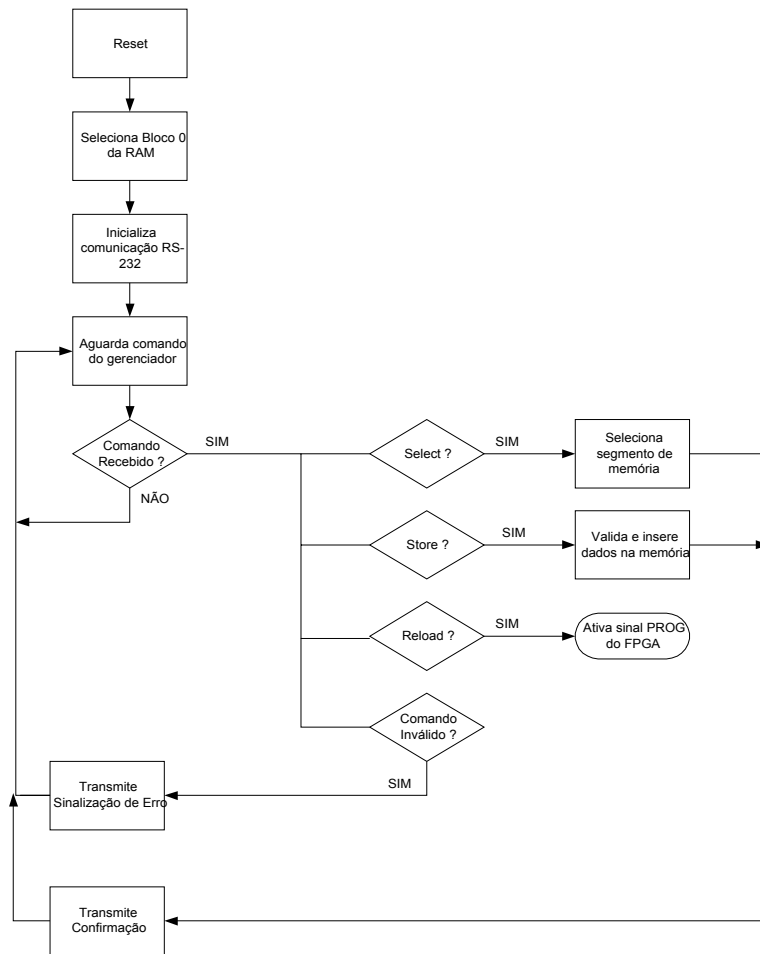 Reset
Seleciona Bloco 0
da RAM
Inicializa
comunicação RS-
232
Aguarda comando
do gerenciador
Comando
Recebido ?
SIM
NÃO
Select ?
SIM
Seleciona
segmento de
memória
Store ?
SIM
Valida e insere
dados na memória
Reload ?
SIM
Ativa sinal PROG
do FPGA
Comando
Inválido ?
SIM
Transmite
Sinalização de Erro
Transmite
Confirmação